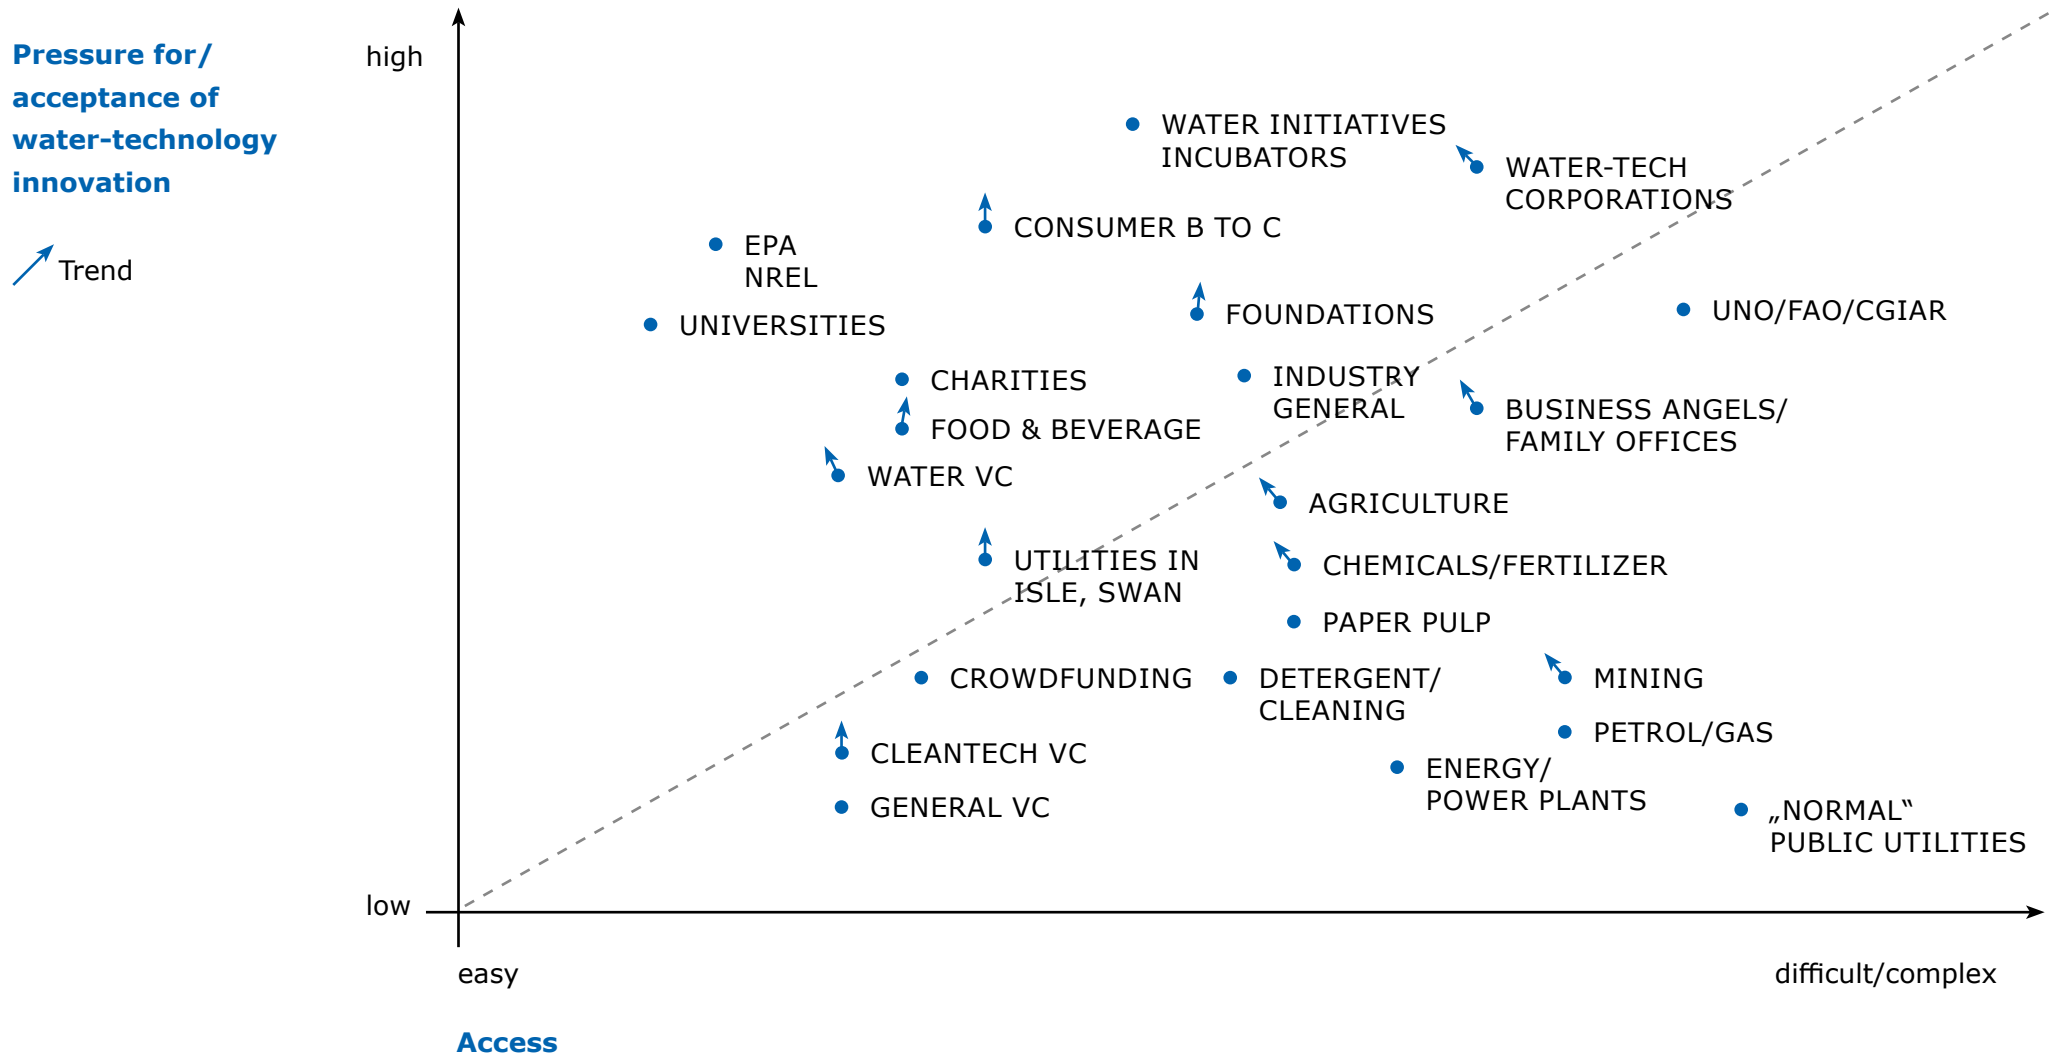 Pressure for/
acceptance of
water-technology
innovation
Trend
high
low
WATER INITIATIVES
INCUBATORS
WATER-TECH
CORPORATIONS
CONSUMER B TO C
EPA
NREL
UNIVERSITIES
FOUNDATIONS
UNO/FAO/CGIAR
CHARITIES
INDUSTRY
GENERAL
FOOD & BEVERAGE
BUSINESS ANGELS/
FAMILY OFFICES
WATER VC
AGRICULTURE
UTILITIES IN
ISLE, SWAN
CHEMICALS/FERTILIZER
PAPER PULP
CROWDFUNDING
DETERGENT/
CLEANING
MINING
PETROL/GAS
CLEANTECH VC
ENERGY/
POWER PLANTS
GENERAL VC
„NORMAL“
PUBLIC UTILITIES
easy
difficult/complex
Access